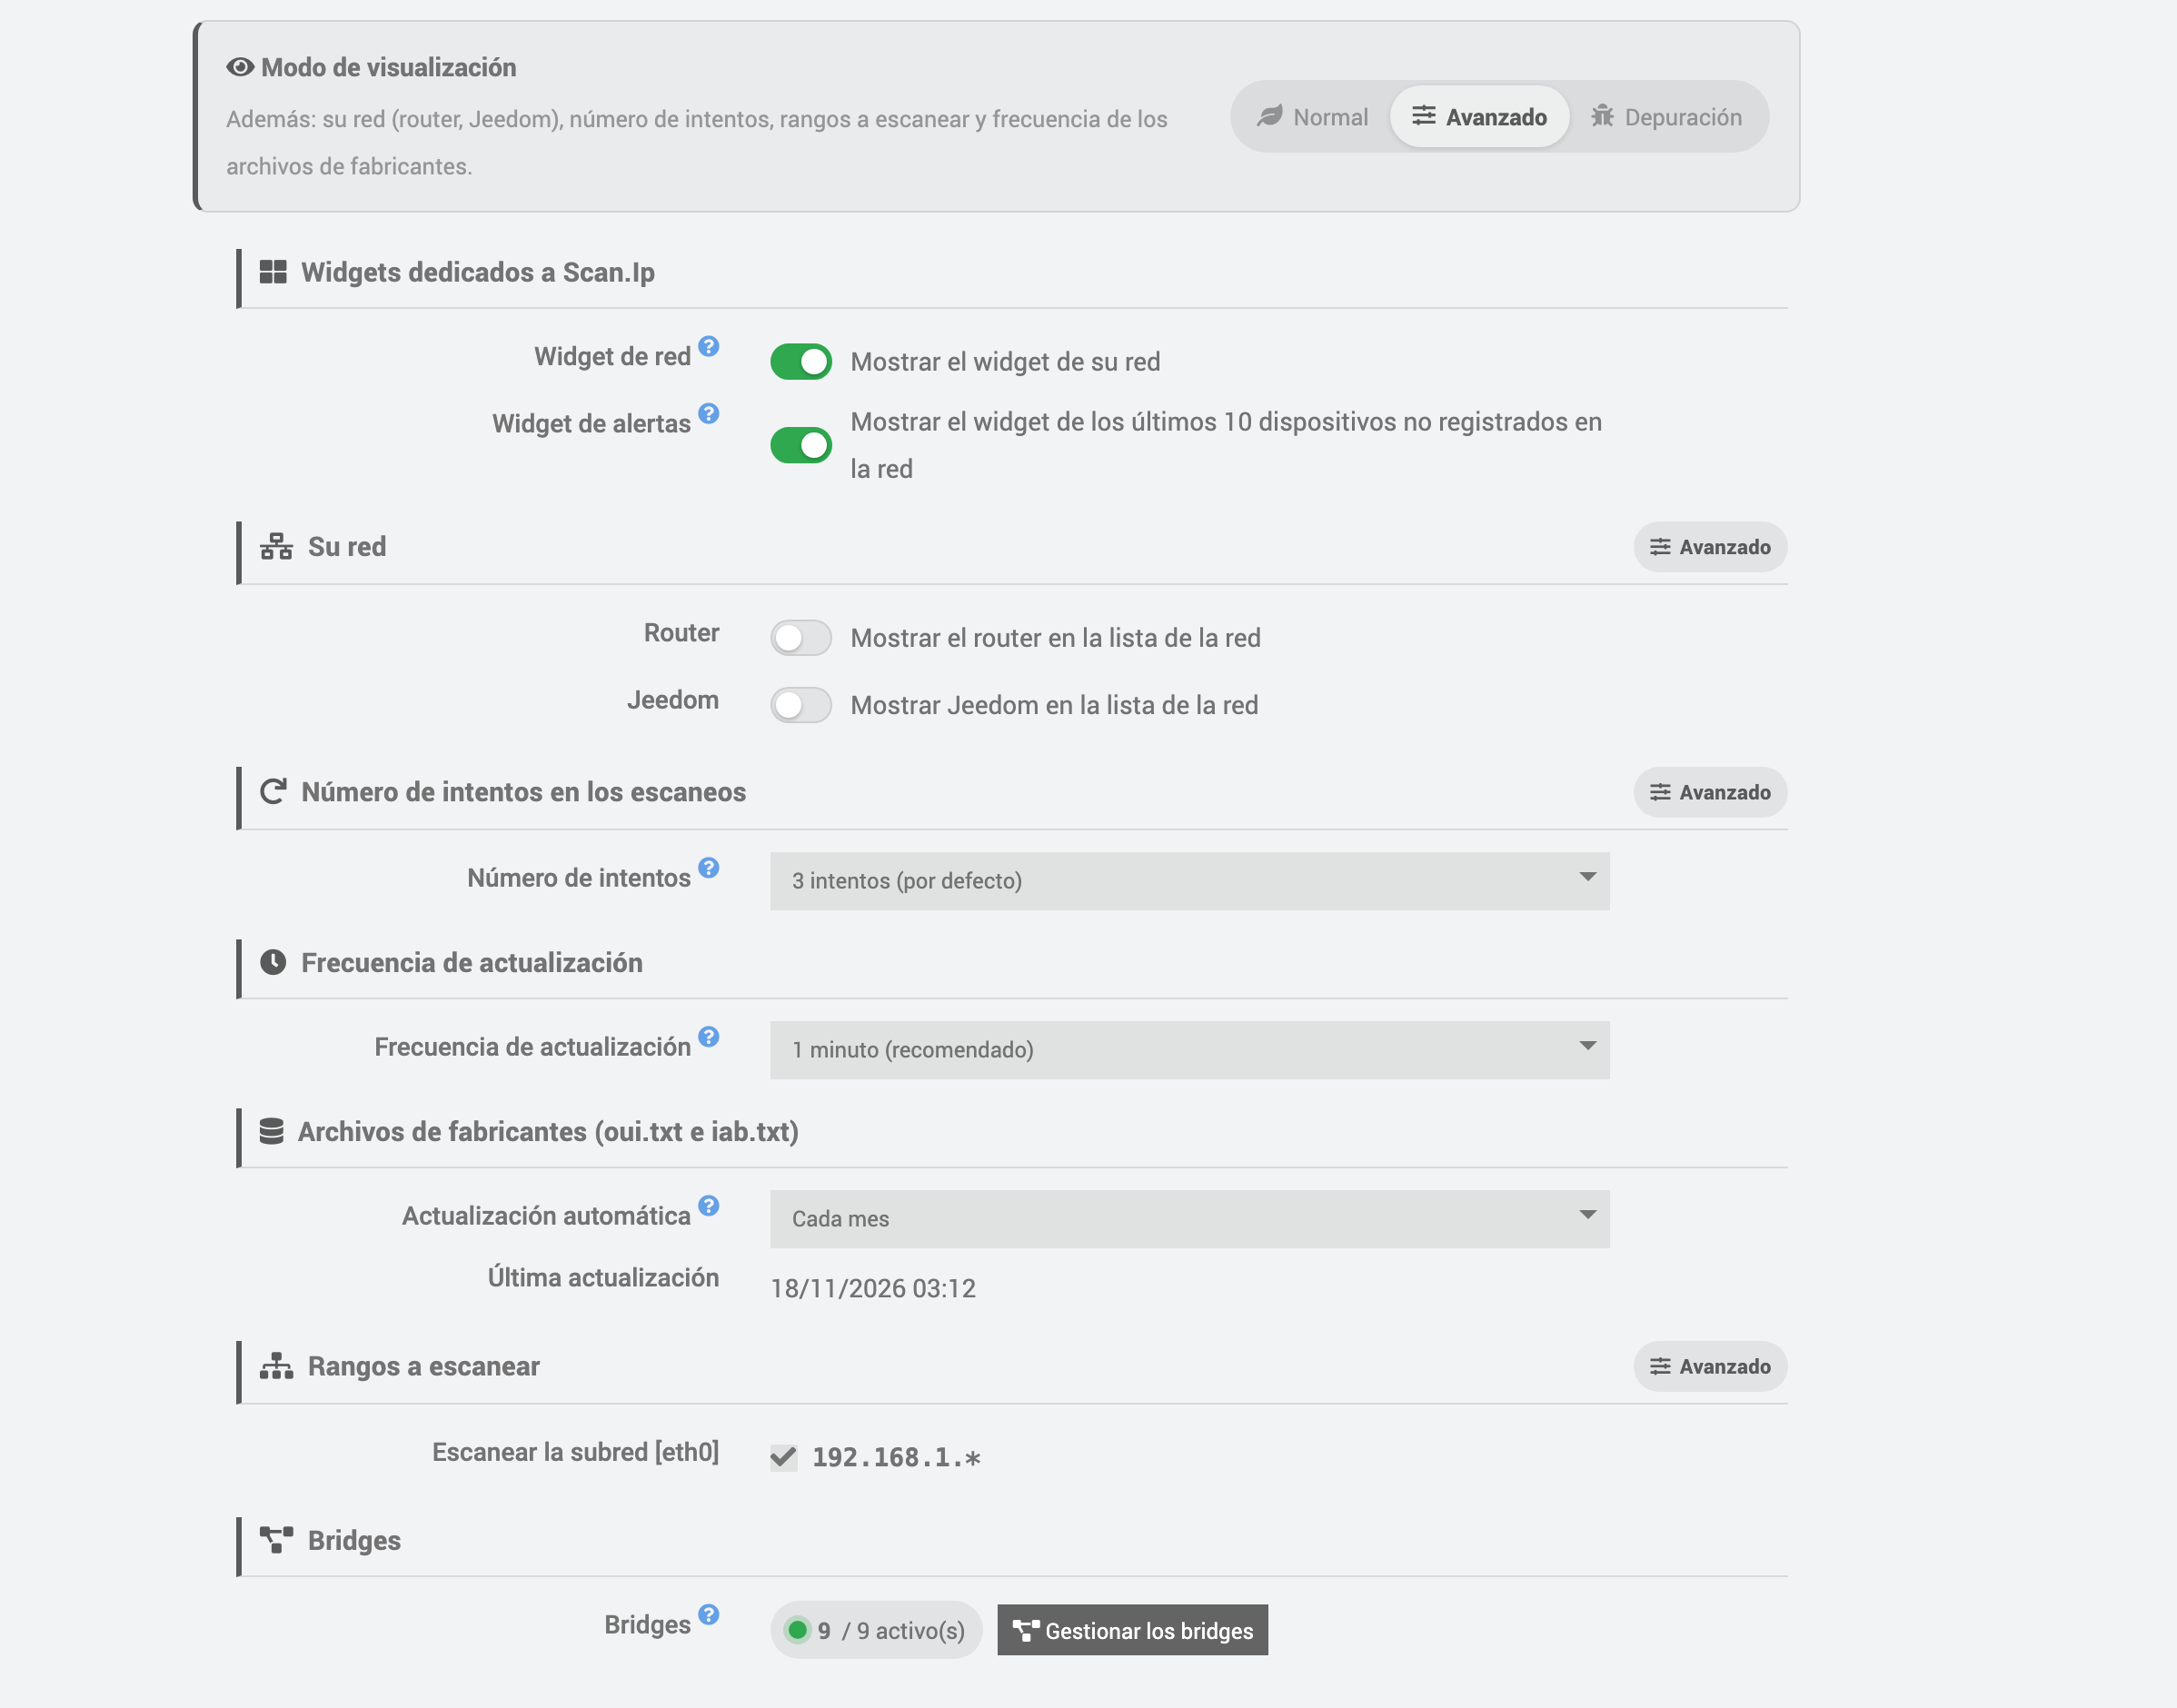 Modo de visualización
Además: su red (router, Jeedom), número de intentos, rangos a escanear y frecuencia de los
archivos de fabricantes.
Normal
Avanzado
Depuración
Widgets dedicados a Scan.Ip
Widget de red ?
Mostrar el widget de su red
Widget de alertas ?
Mostrar el widget de los últimos 10 dispositivos no registrados en
la red
Su red
Avanzado
Router
Mostrar el router en la lista de la red
Jeedom
Mostrar Jeedom en la lista de la red
Número de intentos en los escaneos
Avanzado
Número de intentos ?
3 intentos (por defecto)
Frecuencia de actualización
Frecuencia de actualización ?
1 minuto (recomendado)
Archivos de fabricantes (oui.txt e iab.txt)
Actualización automática ?
Cada mes
Última actualización
18/11/2026 03:12
Rangos a escanear
Avanzado
Escanear la subred [eth0]
192.168.1.*
Bridges
Bridges ?
9 / 9 activo(s)
Gestionar los bridges